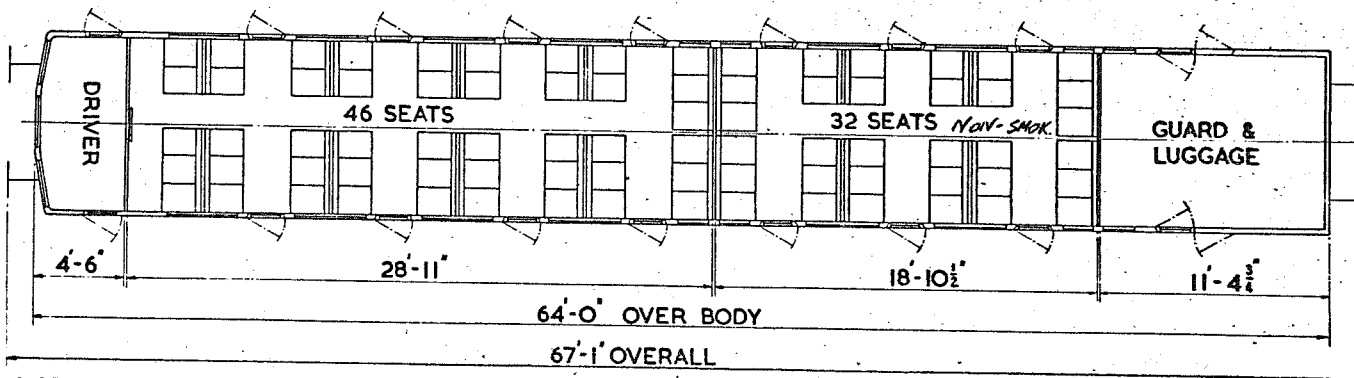 DRIVER
46 SEATS
32 SEATS NON-SMOK.
GUARD &
LUGGAGE
4'-6"
28'-11"
18'-10½"
11'-4¾"
64'-0" OVER BODY
67'-1" OVERALL